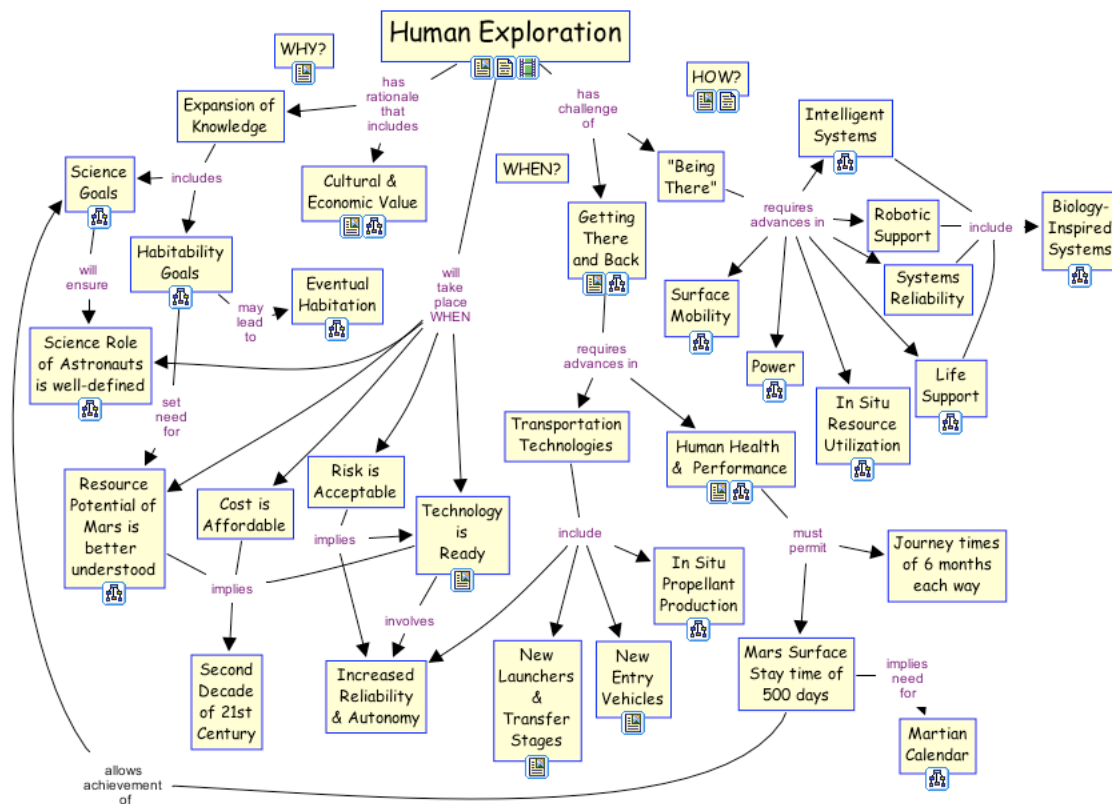 Human Exploration
WHY?
HOW?
has
rationale
that
includes
has
challenge
of
Expansion of
Knowledge
Intelligent
Systems
Science
Goals
includes
Cultural &
Economic Value
WHEN?
"Being
There"
requires
advances in
Robotic
Support
include
Biology-
Inspired
Systems
Getting
There
and Back
Habitability
Goals
will
ensure
Eventual
Habitation
may
lead
to
will
take
place
WHEN
Systems
Reliability
Surface
Mobility
Science Role
of Astronauts
is well-defined
requires
advances in
Power
Life
Support
set
need
for
In Situ
Resource
Utilization
Transportation
Technologies
Human Health
& Performance
Resource
Potential of
Mars is
better
understood
Cost is
Affordable
Risk is
Acceptable
Technology
is
Ready
implies
include
must
permit
Journey times
of 6 months
each way
In Situ
Propellant
Production
implies
involves
Second
Decade
of 21st
Century
Increased
Reliability
& Autonomy
New
Launchers
&
Transfer
Stages
New
Entry
Vehicles
Mars Surface
Stay time of
500 days
implies
need
for
Martian
Calendar
allows
achievement
of